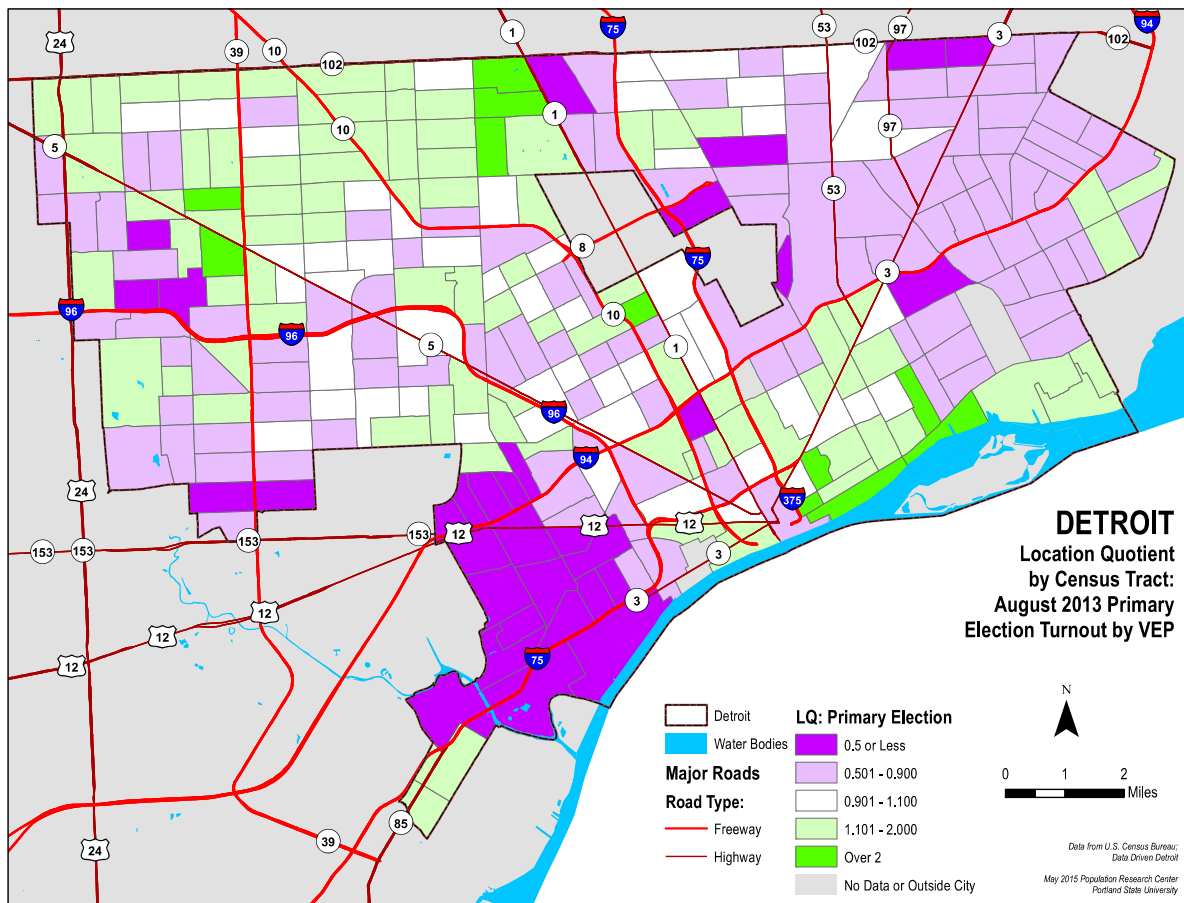 24
39
10
102
1
75
53
97
102
3
102
94
1
10
97
5
53
8
75
3
96
10
96
5
1
96
94
24
375
12
12
153
12
153
153
153
3
3
12
12
12
75
85
39
24
DETROIT
Location Quotient
by Census Tract:
August 2013 Primary
Election Turnout by VEP
Detroit
Water Bodies
Major Roads
Road Type:
Freeway
Highway
LQ: Primary Election
0.5 or Less
0.501 - 0.900
0.901 - 1.100
1.101 - 2.000
Over 2
No Data or Outside City
N
0 1 2
Miles
Data from U.S. Census Bureau;
Data Driven Detroit
May 2015 Population Research Center
Portland State University